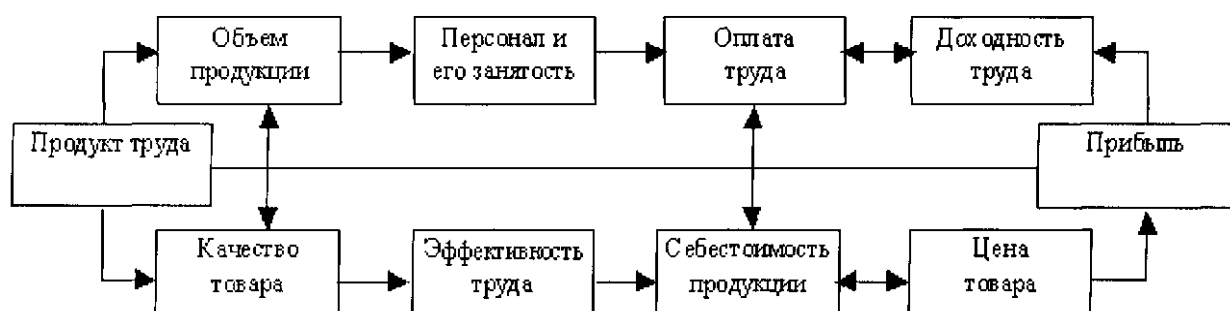 Объем
продукции
Персонал и
его занятость
Оплата
труда
Доходность
труда
Продукт труда
Прибыль
Качество
товара
Эффективность
труда
Себестоимость
продукции
Цена
товара